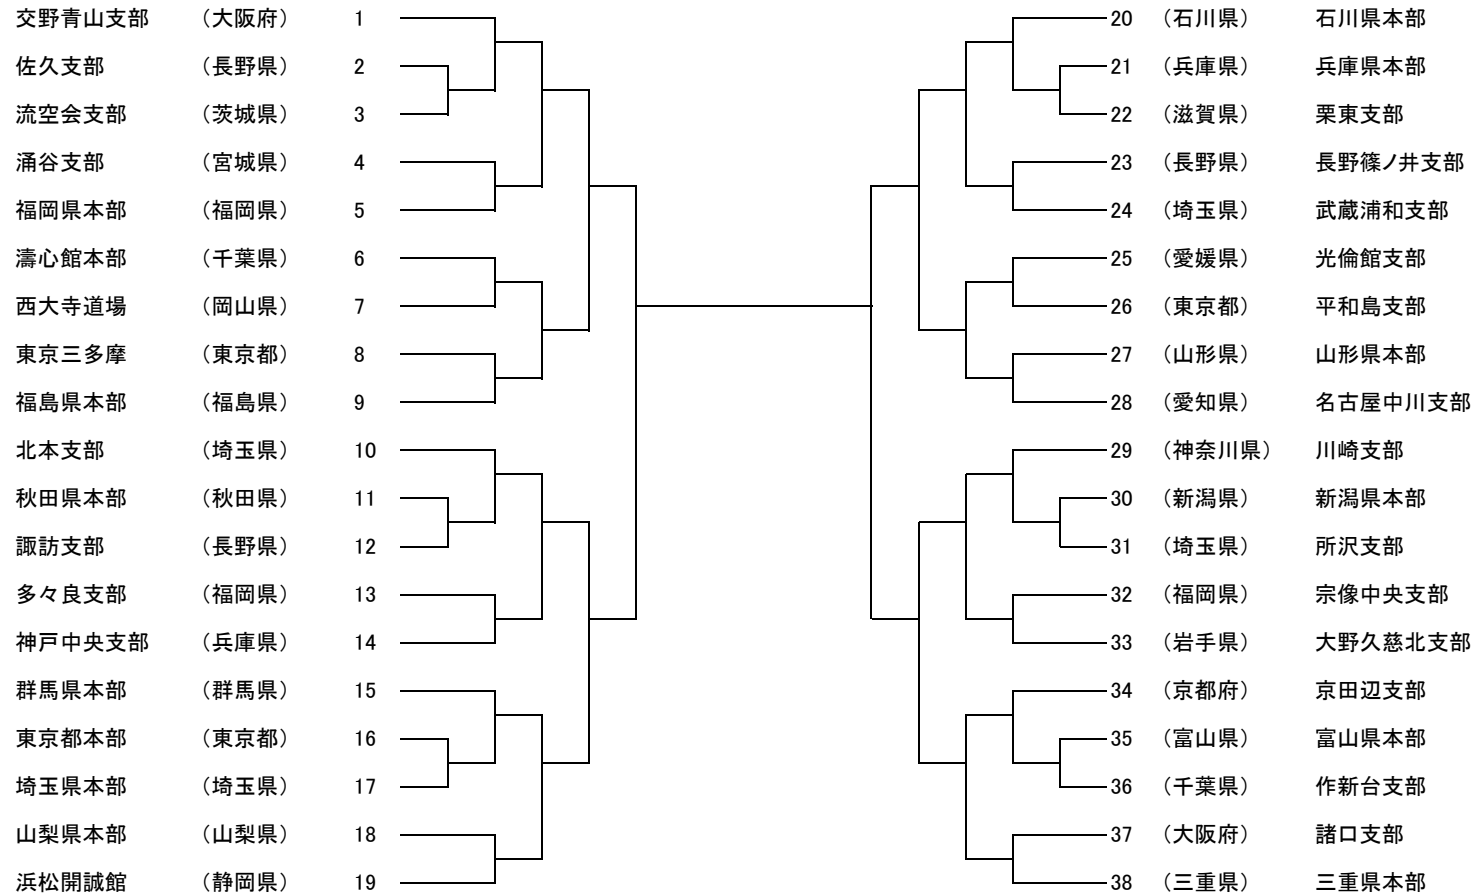 交野青山支部 （大阪府） 1
佐久支部 （長野県） 2
流空会支部 （茨城県） 3
涌谷支部 （宮城県） 4
福岡県本部 （福岡県） 5
濤心館本部 （千葉県） 6
西大寺道場 （岡山県） 7
東京三多摩 （東京都） 8
福島県本部 （福島県） 9
北本支部 （埼玉県） 10
秋田県本部 （秋田県） 11
諏訪支部 （長野県） 12
多々良支部 （福岡県） 13
神戸中央支部 （兵庫県） 14
群馬県本部 （群馬県） 15
東京都本部 （東京都） 16
埼玉県本部 （埼玉県） 17
山梨県本部 （山梨県） 18
浜松開誠館 （静岡県） 19
20 （石川県） 石川県本部
21 （兵庫県） 兵庫県本部
22 （滋賀県） 栗東支部
23 （長野県） 長野篠ノ井支部
24 （埼玉県） 武蔵浦和支部
25 （愛媛県） 光倫館支部
26 （東京都） 平和島支部
27 （山形県） 山形県本部
28 （愛知県） 名古屋中川支部
29 （神奈川県） 川崎支部
30 （新潟県） 新潟県本部
31 （埼玉県） 所沢支部
32 （福岡県） 宗像中央支部
33 （岩手県） 大野久慈北支部
34 （京都府） 京田辺支部
35 （富山県） 富山県本部
36 （千葉県） 作新台支部
37 （大阪府） 諸口支部
38 （三重県） 三重県本部